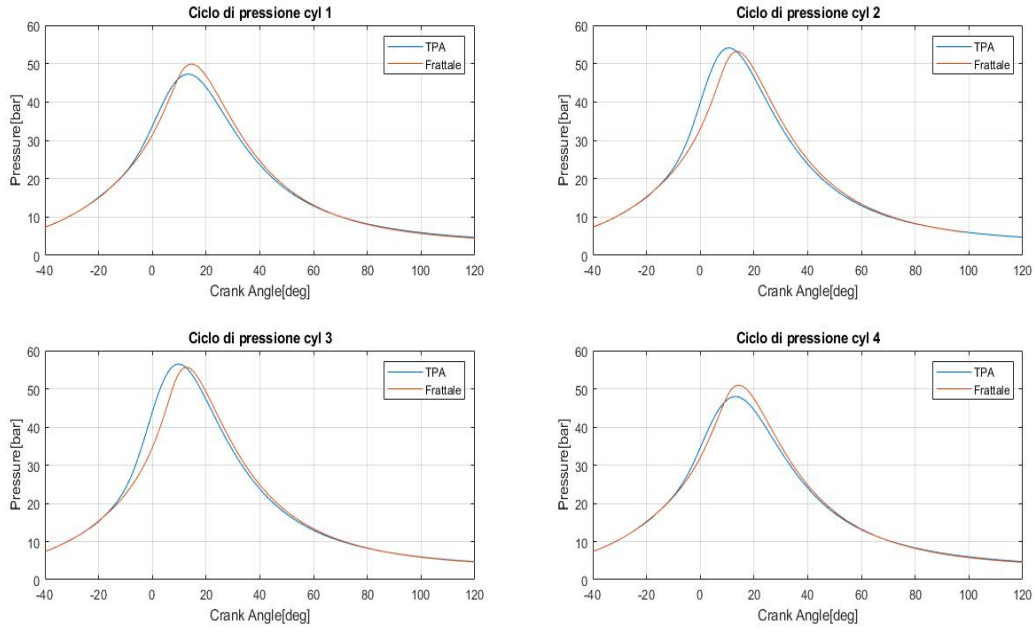 Ciclo di pressione cyl 1
60
50
40
30
20
10
0
Pressure[bar]
TPA
Frattale
-40 -20 0 20 40 60 80 100 120
Crank Angle[deg]
Ciclo di pressione cyl 2
60
50
40
30
20
10
0
Pressure[bar]
TPA
Frattale
-40 -20 0 20 40 60 80 100 120
Crank Angle[deg]
Ciclo di pressione cyl 3
60
50
40
30
20
10
0
Pressure[bar]
TPA
Frattale
-40 -20 0 20 40 60 80 100 120
Crank Angle[deg]
Ciclo di pressione cyl 4
60
50
40
30
20
10
0
Pressure[bar]
TPA
Frattale
-40 -20 0 20 40 60 80 100 120
Crank Angle[deg]